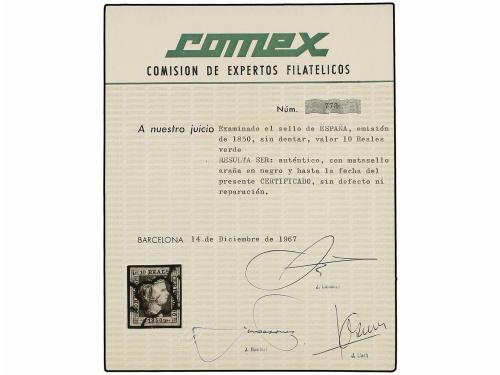 comex
COMISION DE EXPERTOS FILATELICOS
Núm. 773
A nuestro juicio Examinado el sello de ESPAÑA, emisión
de 1850, sin dentar, valor 10 Reales
verde
RESULTA SER: auténtico, con matasello
araña en negro y hasta la fecha del
presente CERTIFICADO, sin defecto ni
reparación.
BARCELONA 14 de Diciembre de 1967